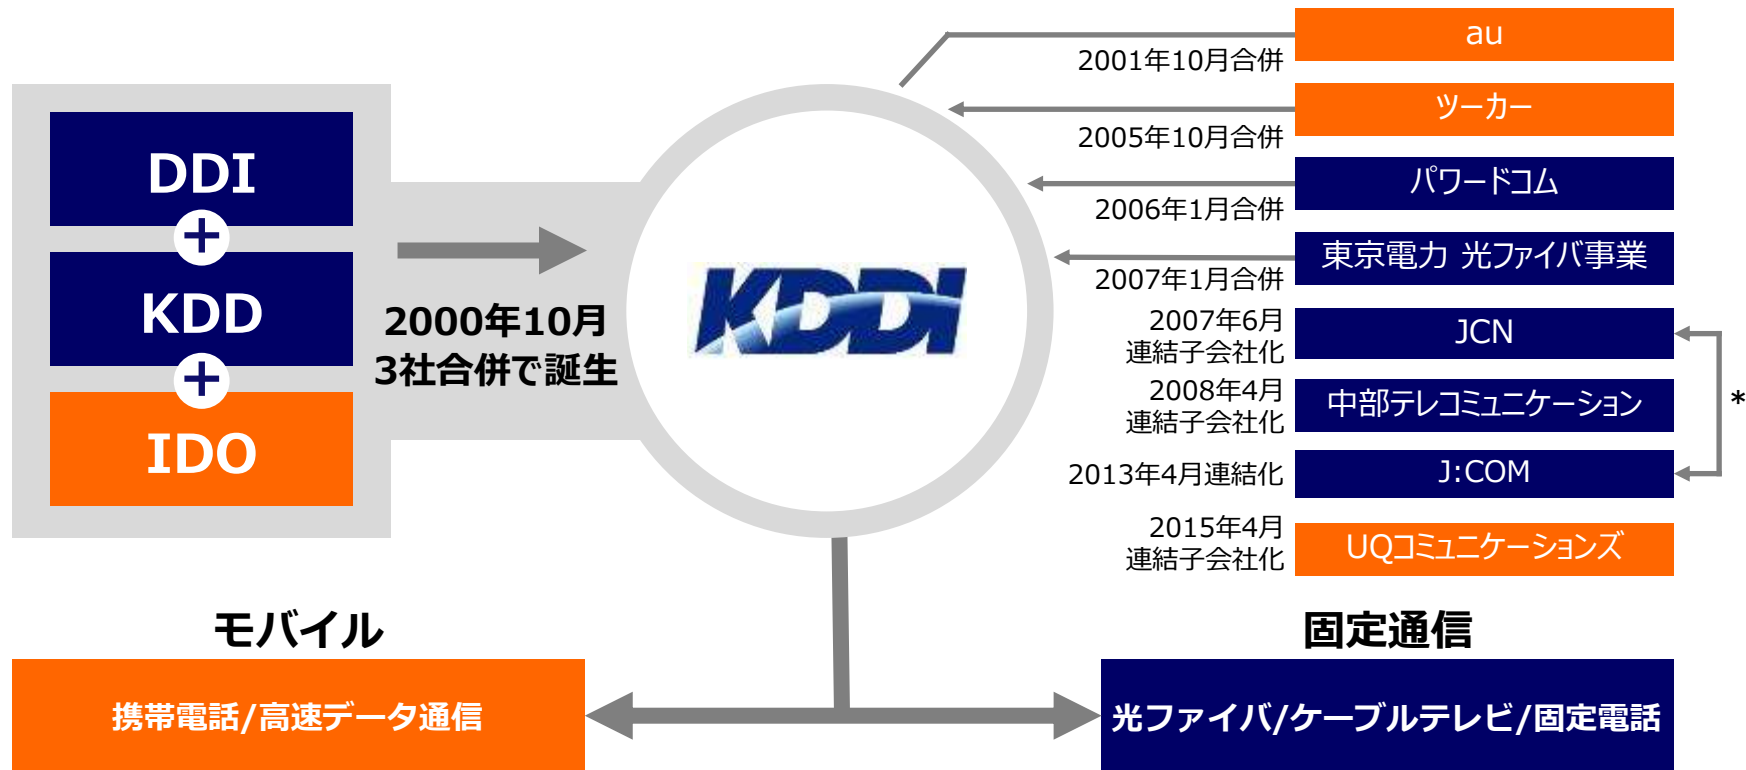 DDI
+
KDD
+
IDO
2000年10月
3社合併で誕生
KDDI
au
2001年10月合併
ツーカー
2005年10月合併
パワードコム
2006年1月合併
東京電力 光ファイバ事業
2007年1月合併
JCN
2007年6月
連結子会社化
中部テレコミュニケーション
2008年4月
連結子会社化
J:COM
2013年4月連結化
*
UQコミュニケーションズ
2015年4月
連結子会社化
モバイル
携帯電話/高速データ通信
固定通信
光ファイバ/ケーブルテレビ/固定電話